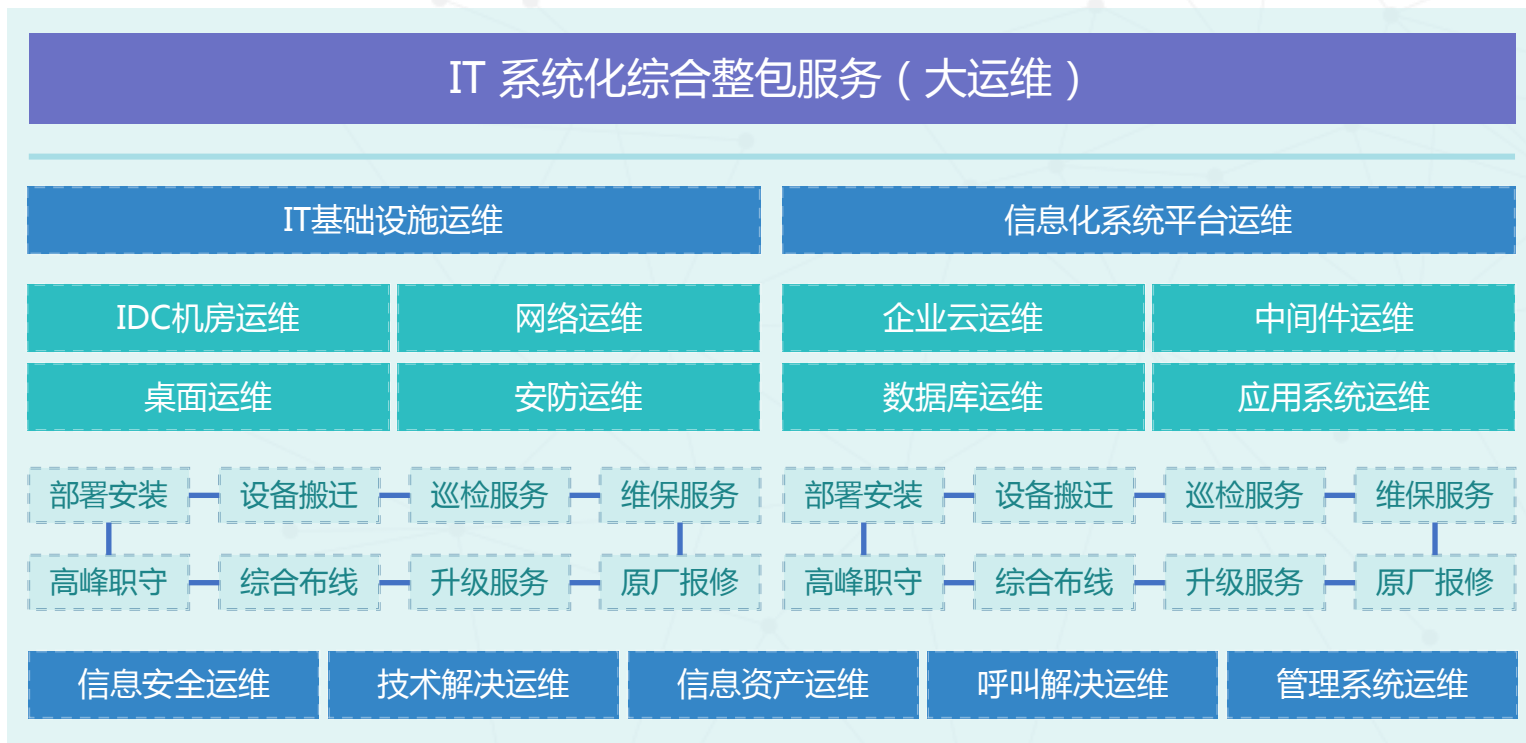 IT 系统化综合整包服务（大运维）
IT基础设施运维
信息化系统平台运维
IDC机房运维
网络运维
企业云运维
中间件运维
桌面运维
安防运维
数据库运维
应用系统运维
部署安装
设备搬迁
巡检服务
维保服务
部署安装
设备搬迁
巡检服务
维保服务
高峰职守
综合布线
升级服务
原厂报修
高峰职守
综合布线
升级服务
原厂报修
信息安全运维
技术解决运维
信息资产运维
呼叫解决运维
管理系统运维